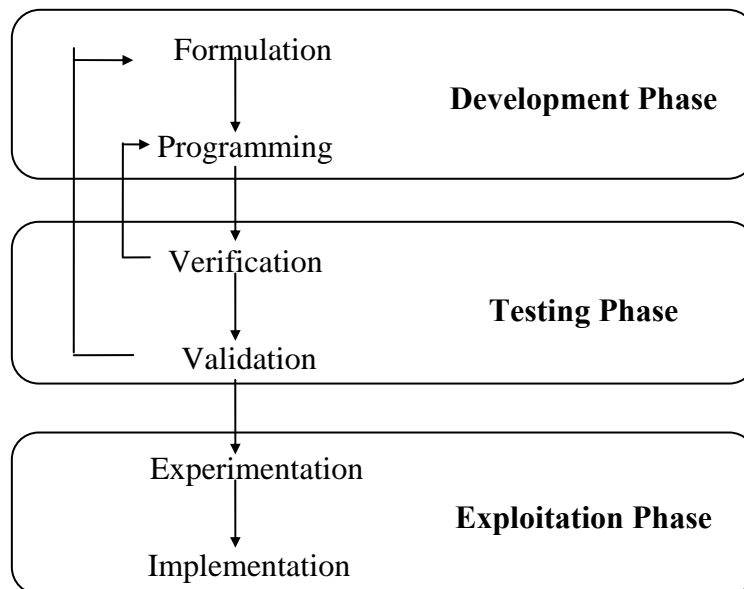 Formulation
Development Phase
Programming
Verification
Testing Phase
Validation
Experimentation
Exploitation Phase
Implementation